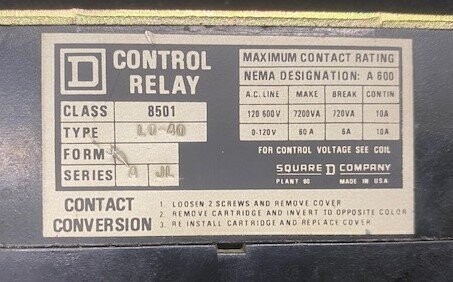 D CONTROL RELAY
CLASS 8501
TYPE LO-40
FORM
SERIES A JL
MAXIMUM CONTACT RATING
NEMA DESIGNATION: A 600
A.C. LINE MAKE BREAK CONTIN
120 600V 7200VA 720VA 10A
0-120V 60 A 6A 10A
FOR CONTROL VOLTAGE SEE COIL
SQUARE D COMPANY
PLANT 90 MADE IN U.S.A.
CONTACT CONVERSION
1. LOOSEN 2 SCREWS AND REMOVE COVER
2. REMOVE CARTRIDGE AND INVERT TO OPPOSITE COLOR
3. RE INSTALL CARTRIDGE AND REPLACE COVER